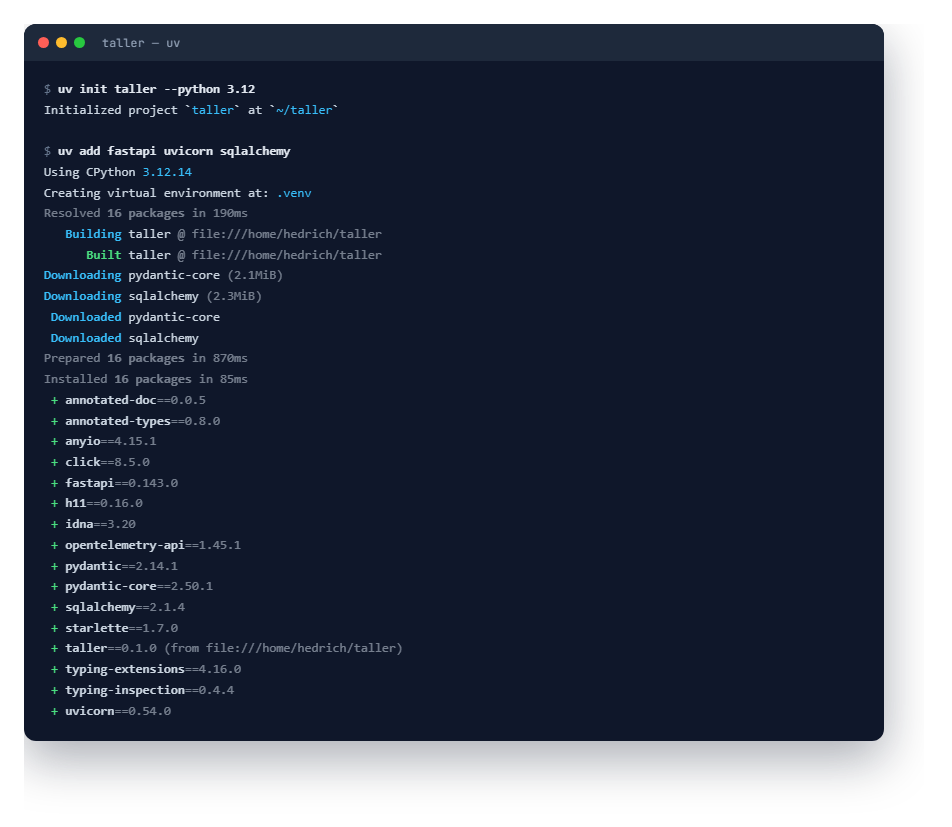 taller — uv
$ uv init taller --python 3.12
Initialized project `taller` at `~/taller`
$ uv add fastapi uvicorn sqlalchemy
Using CPython 3.12.14
Creating virtual environment at: .venv
Resolved 16 packages in 190ms
Building taller @ file:///home/hedrich/taller
Built taller @ file:///home/hedrich/taller
Downloading pydantic-core (2.1MiB)
Downloading sqlalchemy (2.3MiB)
Downloaded pydantic-core
Downloaded sqlalchemy
Prepared 16 packages in 870ms
Installed 16 packages in 85ms
+ annotated-doc==0.0.5
+ annotated-types==0.8.0
+ anyio==4.15.1
+ click==8.5.0
+ fastapi==0.143.0
+ h11==0.16.0
+ idna==3.20
+ opentelemetry-api==1.45.1
+ pydantic==2.14.1
+ pydantic-core==2.50.1
+ sqlalchemy==2.1.4
+ starlette==1.7.0
+ taller==0.1.0 (from file:///home/hedrich/taller)
+ typing-extensions==4.16.0
+ typing-inspection==0.4.4
+ uvicorn==0.54.0